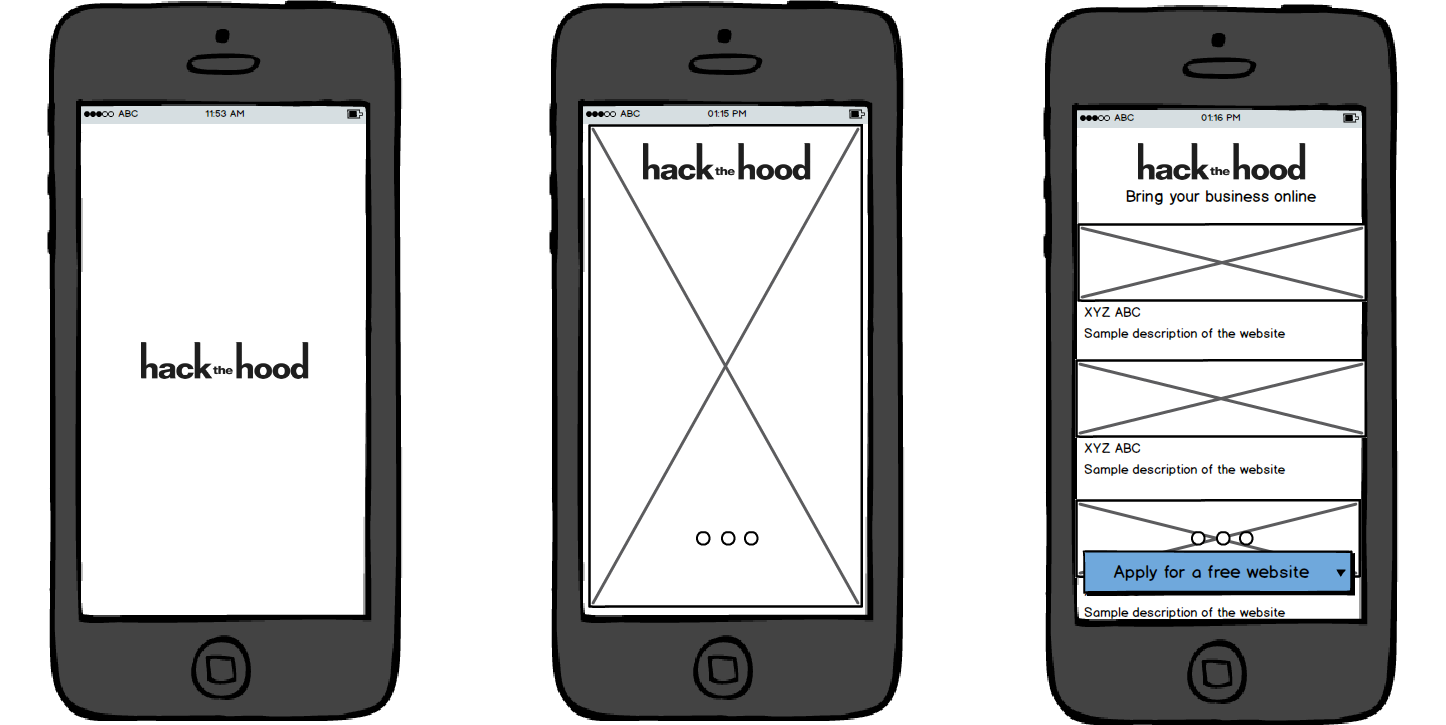 ABC 11:53 AM
hack the hood
ABC 01:15 PM
hack the hood
ABC 01:16 PM
hack the hood
Bring your business online
XYZ ABC
Sample description of the website
XYZ ABC
Sample description of the website
Apply for a free website
Sample description of the website